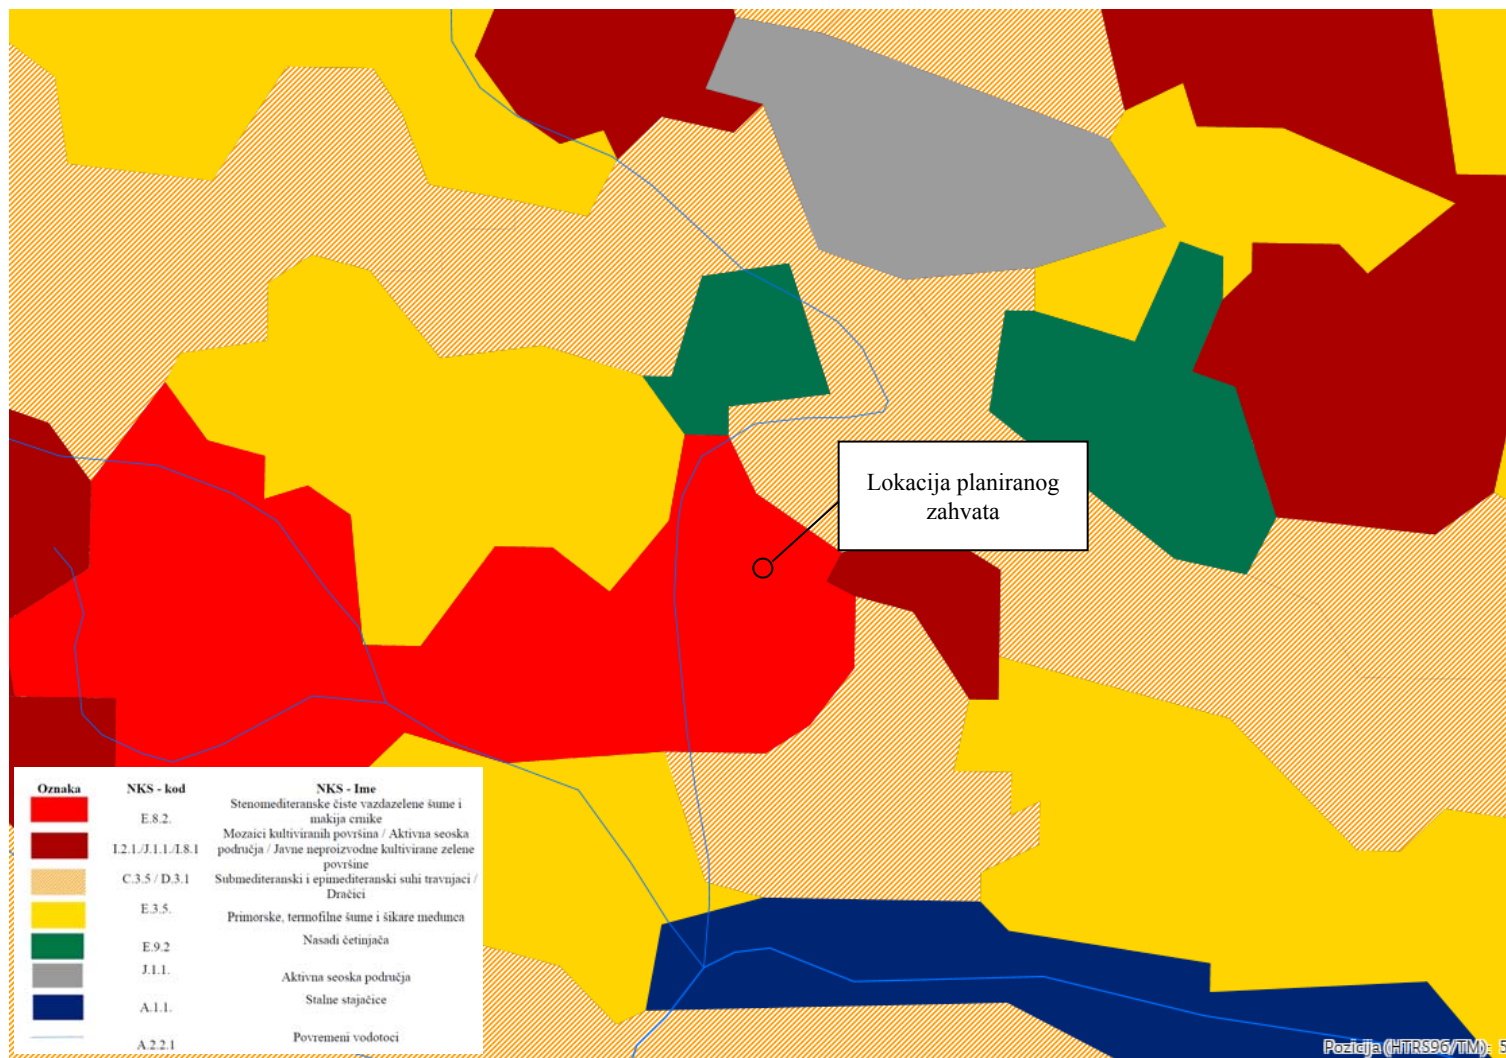 Lokacija planiranog
zahvata
Oznaka NKS - kod NKS - Ime
E.8.2. Stenomediteranske čiste vazdazelene šume i
makija crnike
I.2.1./J.1.1./I.8.1 Mozaici kultiviranih površina / Aktivna seoska
područja / Javne neproizvodne kultivirane zelene
površine
C.3.5 / D.3.1 Submediteranski i epimediteranski suhi travnjaci /
Dračici
E.3.5. Primorske, termofilne šume i šikare medunca
E.9.2 Nasadi četinjača
J.1.1. Aktivna seoska područja
A.1.1. Stalne stajačice
A.2.2.1 Povremeni vodotoci
Pozicija (HTRS96/TM): 5